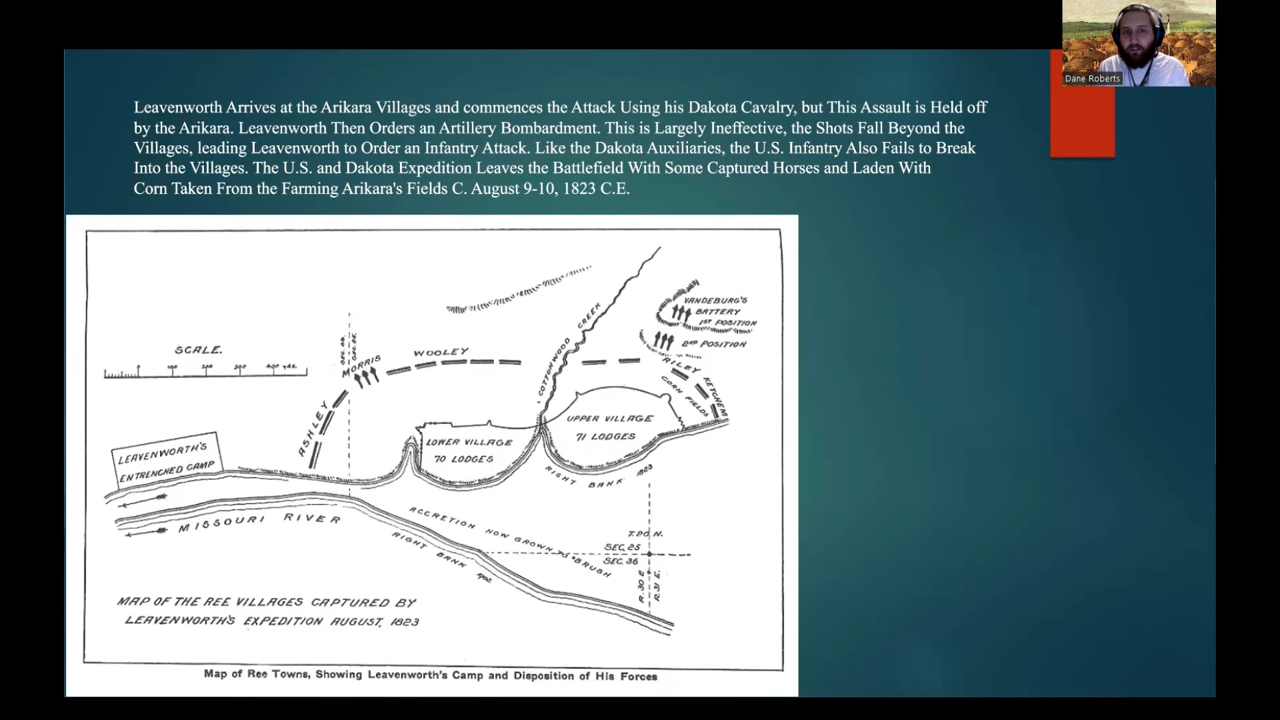 Dane Roberts
Leavenworth Arrives at the Arikara Villages and commences the Attack Using his Dakota Cavalry, but This Assault is Held off
by the Arikara. Leavenworth Then Orders an Artillery Bombardment. This is Largely Ineffective, the Shots Fall Beyond the
Villages, leading Leavenworth to Order an Infantry Attack. Like the Dakota Auxiliaries, the U.S. Infantry Also Fails to Break
Into the Villages. The U.S. and Dakota Expedition Leaves the Battlefield With Some Captured Horses and Laden With
Corn Taken From the Farming Arikara's Fields C. August 9-10, 1823 C.E.
VANDEBURG'S
BATTERY
1ST POSITION
2ND POSITION
SCALE.
MORRIS
WOOLEY
COTTONWOOD CREEK
RILEY
KETCHEM
CORN FIELDS
ASHLEY
LOWER VILLAGE
70 LODGES
UPPER VILLAGE
71 LODGES
LEAVENWORTH'S
ENTRENCHED CAMP
RIGHT BANK 1823
MISSOURI RIVER
ACCRETION NOW GROWN TO BRUSH
RIGHT BANK
SEC. 25
SEC. 36
R. 30 E.
R. 31 E.
MAP OF THE REE VILLAGES CAPTURED BY
LEAVENWORTH'S EXPEDITION AUGUST, 1823
Map of Ree Towns, Showing Leavenworth's Camp and Disposition of His Forces